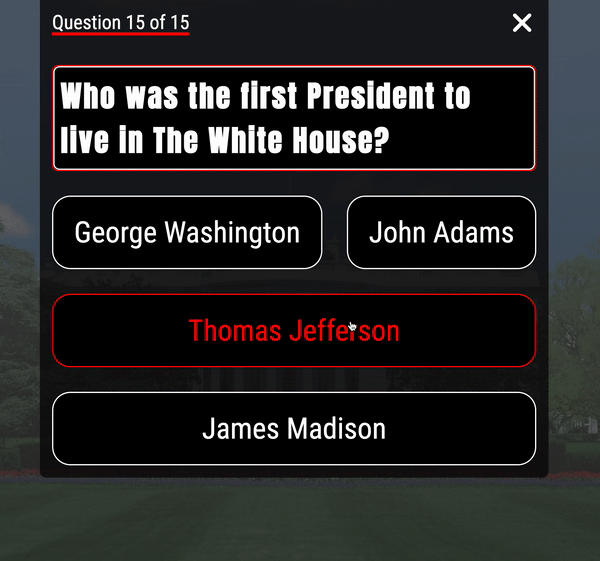 Question 15 of 15
Who was the first President to
live in The White House?
George Washington
John Adams
Thomas Jefferson
James Madison